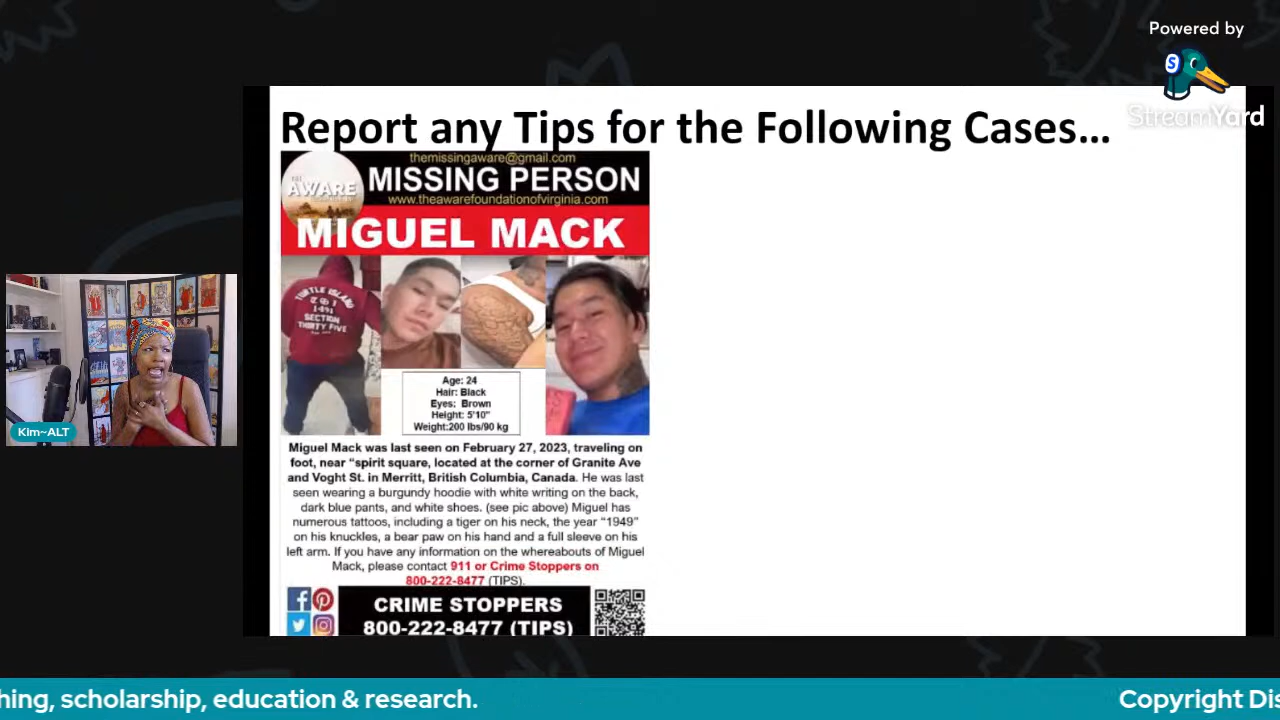 Powered by
StreamYard
Report any Tips for the Following Cases...
themissingaware@gmail.com
AWARE
MISSING PERSON
www.theawarefoundationofvirginia.com
MIGUEL MACK
TURTLE ISLAND
1491
SECTION
THIRTY FIVE
Age: 24
Hair: Black
Eyes: Brown
Height: 5'10"
Weight:200 lbs/90 kg
Miguel Mack was last seen on February 27, 2023, traveling on
foot, near "spirit square, located at the corner of Granite Ave
and Voght St. in Merritt, British Columbia, Canada. He was last
seen wearing a burgundy hoodie with white writing on the back,
dark blue pants, and white shoes. (see pic above) Miguel has
numerous tattoos, including a tiger on his neck, the year "1949"
on his knuckles, a bear paw on his hand and a full sleeve on his
left arm. If you have any information on the whereabouts of Miguel
Mack, please contact 911 or Crime Stoppers on
800-222-8477 (TIPS).
CRIME STOPPERS
800-222-8477 (TIPS)
Kim~ALT
hing, scholarship, education & research.
Copyright Dis